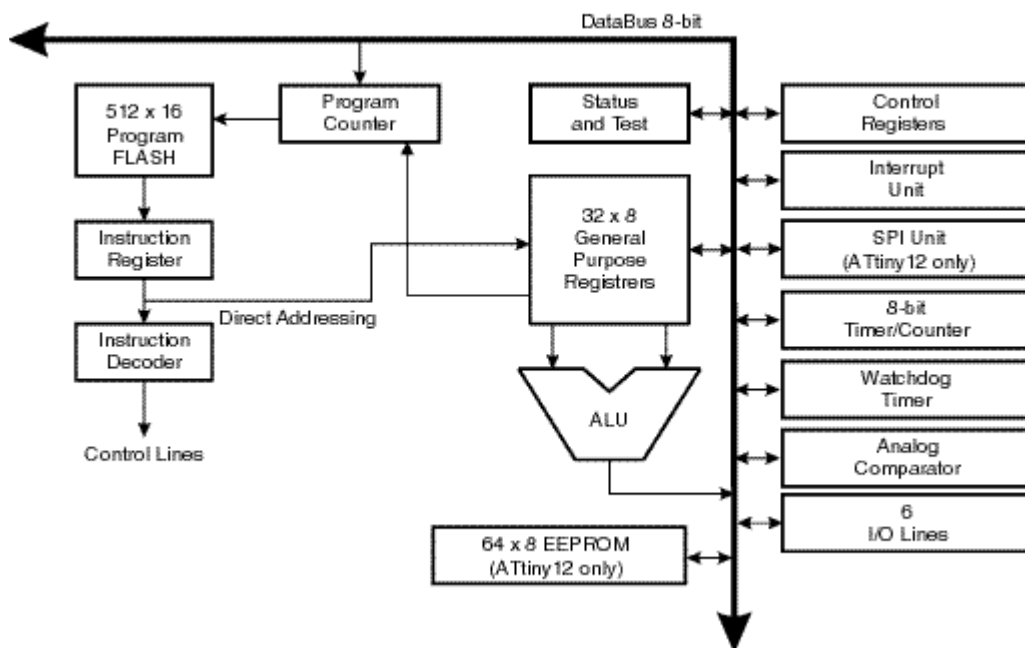 DataBus 8-bit
512 x 16
Program
FLASH
Program
Counter
Status
and Test
Control
Registers
Interrupt
Unit
Instruction
Register
32 x 8
General
Purpose
Registrers
SPI Unit
(ATtiny12 only)
Direct Addressing
8-bit
Timer/Counter
Instruction
Decoder
Watchdog
Timer
ALU
Control Lines
Analog
Comparator
6
I/O Lines
64 x 8 EEPROM
(ATtiny12 only)